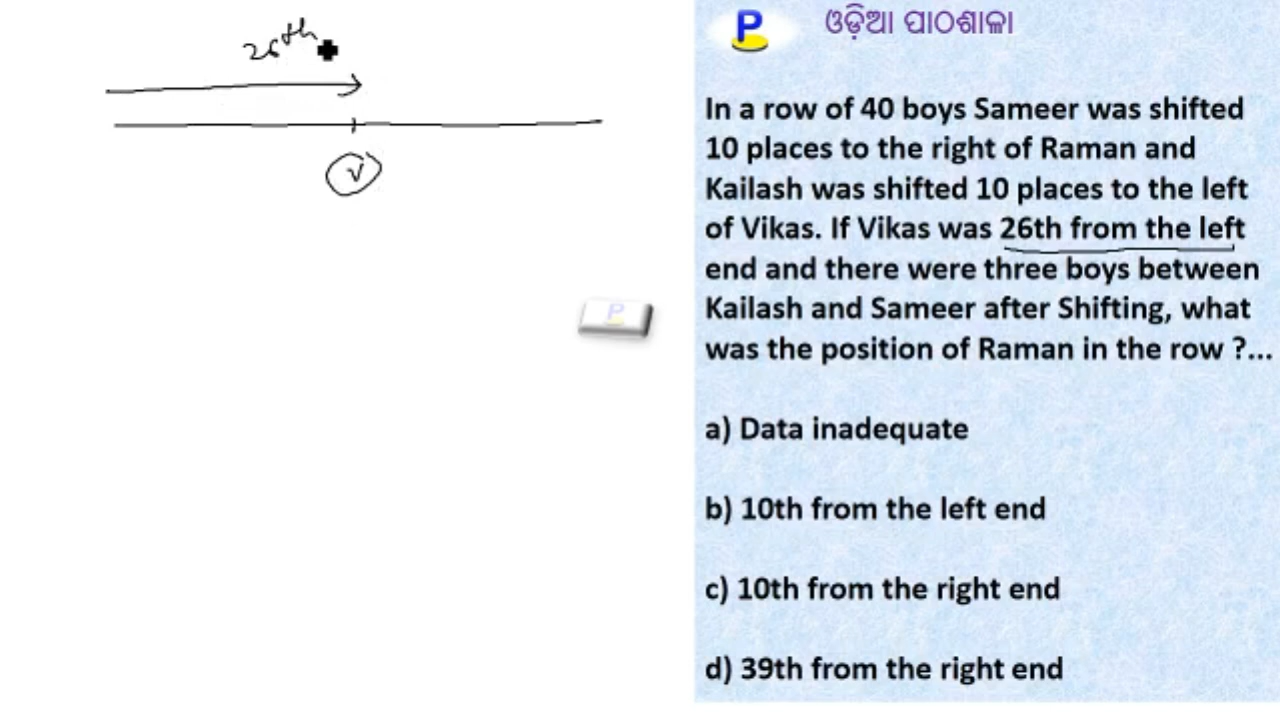 26th
V
P
ଓଡ଼ିଆ ପାଠଶାଳା
In a row of 40 boys Sameer was shifted
10 places to the right of Raman and
Kailash was shifted 10 places to the left
of Vikas. If Vikas was 26th from the left
end and there were three boys between
Kailash and Sameer after Shifting, what
was the position of Raman in the row ?...
P
a) Data inadequate
b) 10th from the left end
c) 10th from the right end
d) 39th from the right end